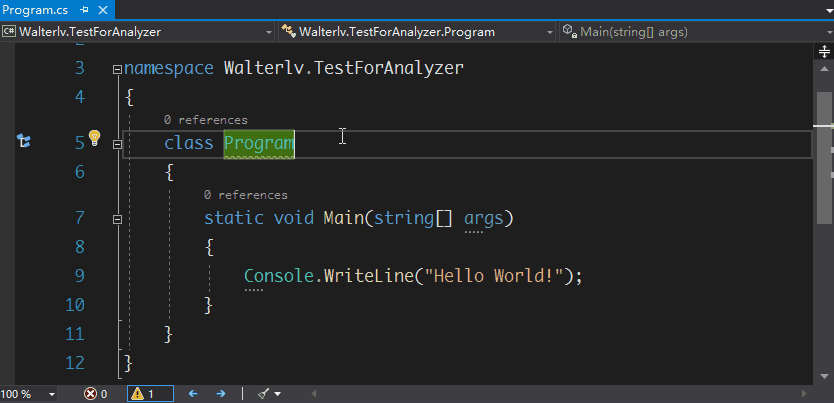 Program.cs
C# Walterlv.TestForAnalyzer Walterlv.TestForAnalyzer.Program Main(string[] args)
3 namespace Walterlv.TestForAnalyzer
4 {
0 references
5 class Program
6 {
0 references
7 static void Main(string[] args)
8 {
9 Console.WriteLine("Hello World!");
10 }
11 }
12 }
100 % 0 1